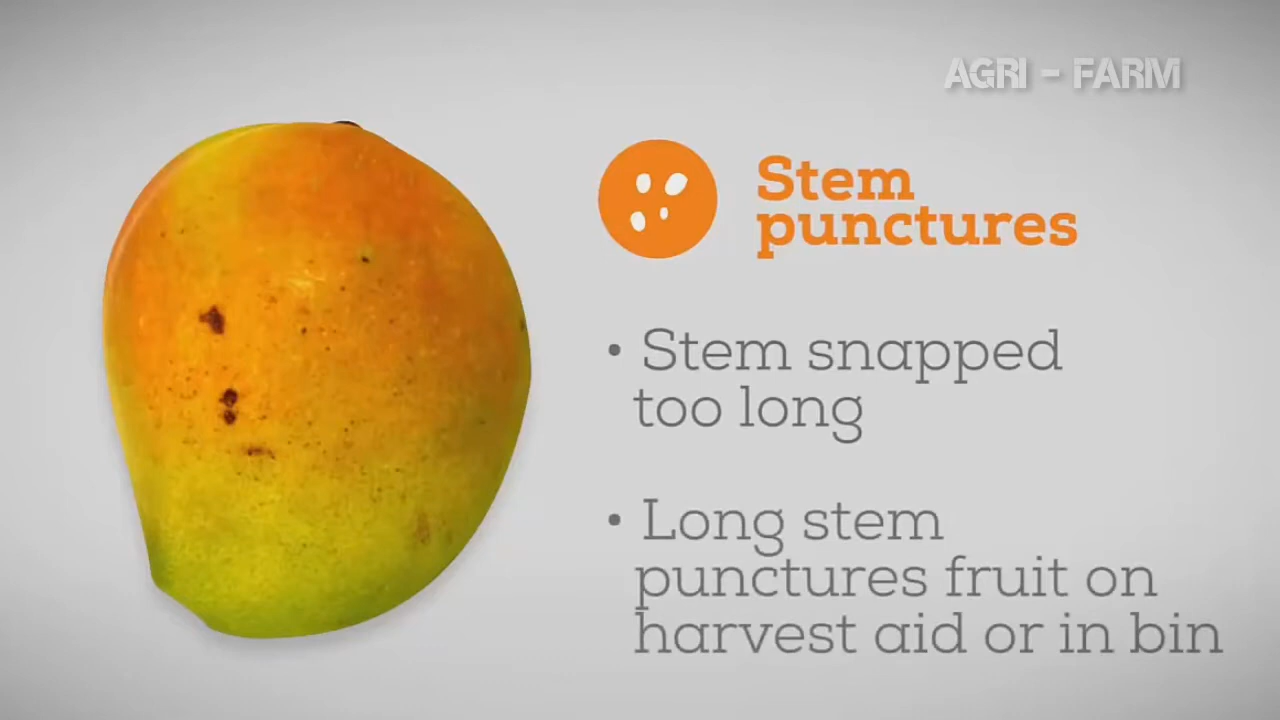 AGRI - FARM
Stem
punctures
• Stem snapped
too long
• Long stem
punctures fruit on
harvest aid or in bin